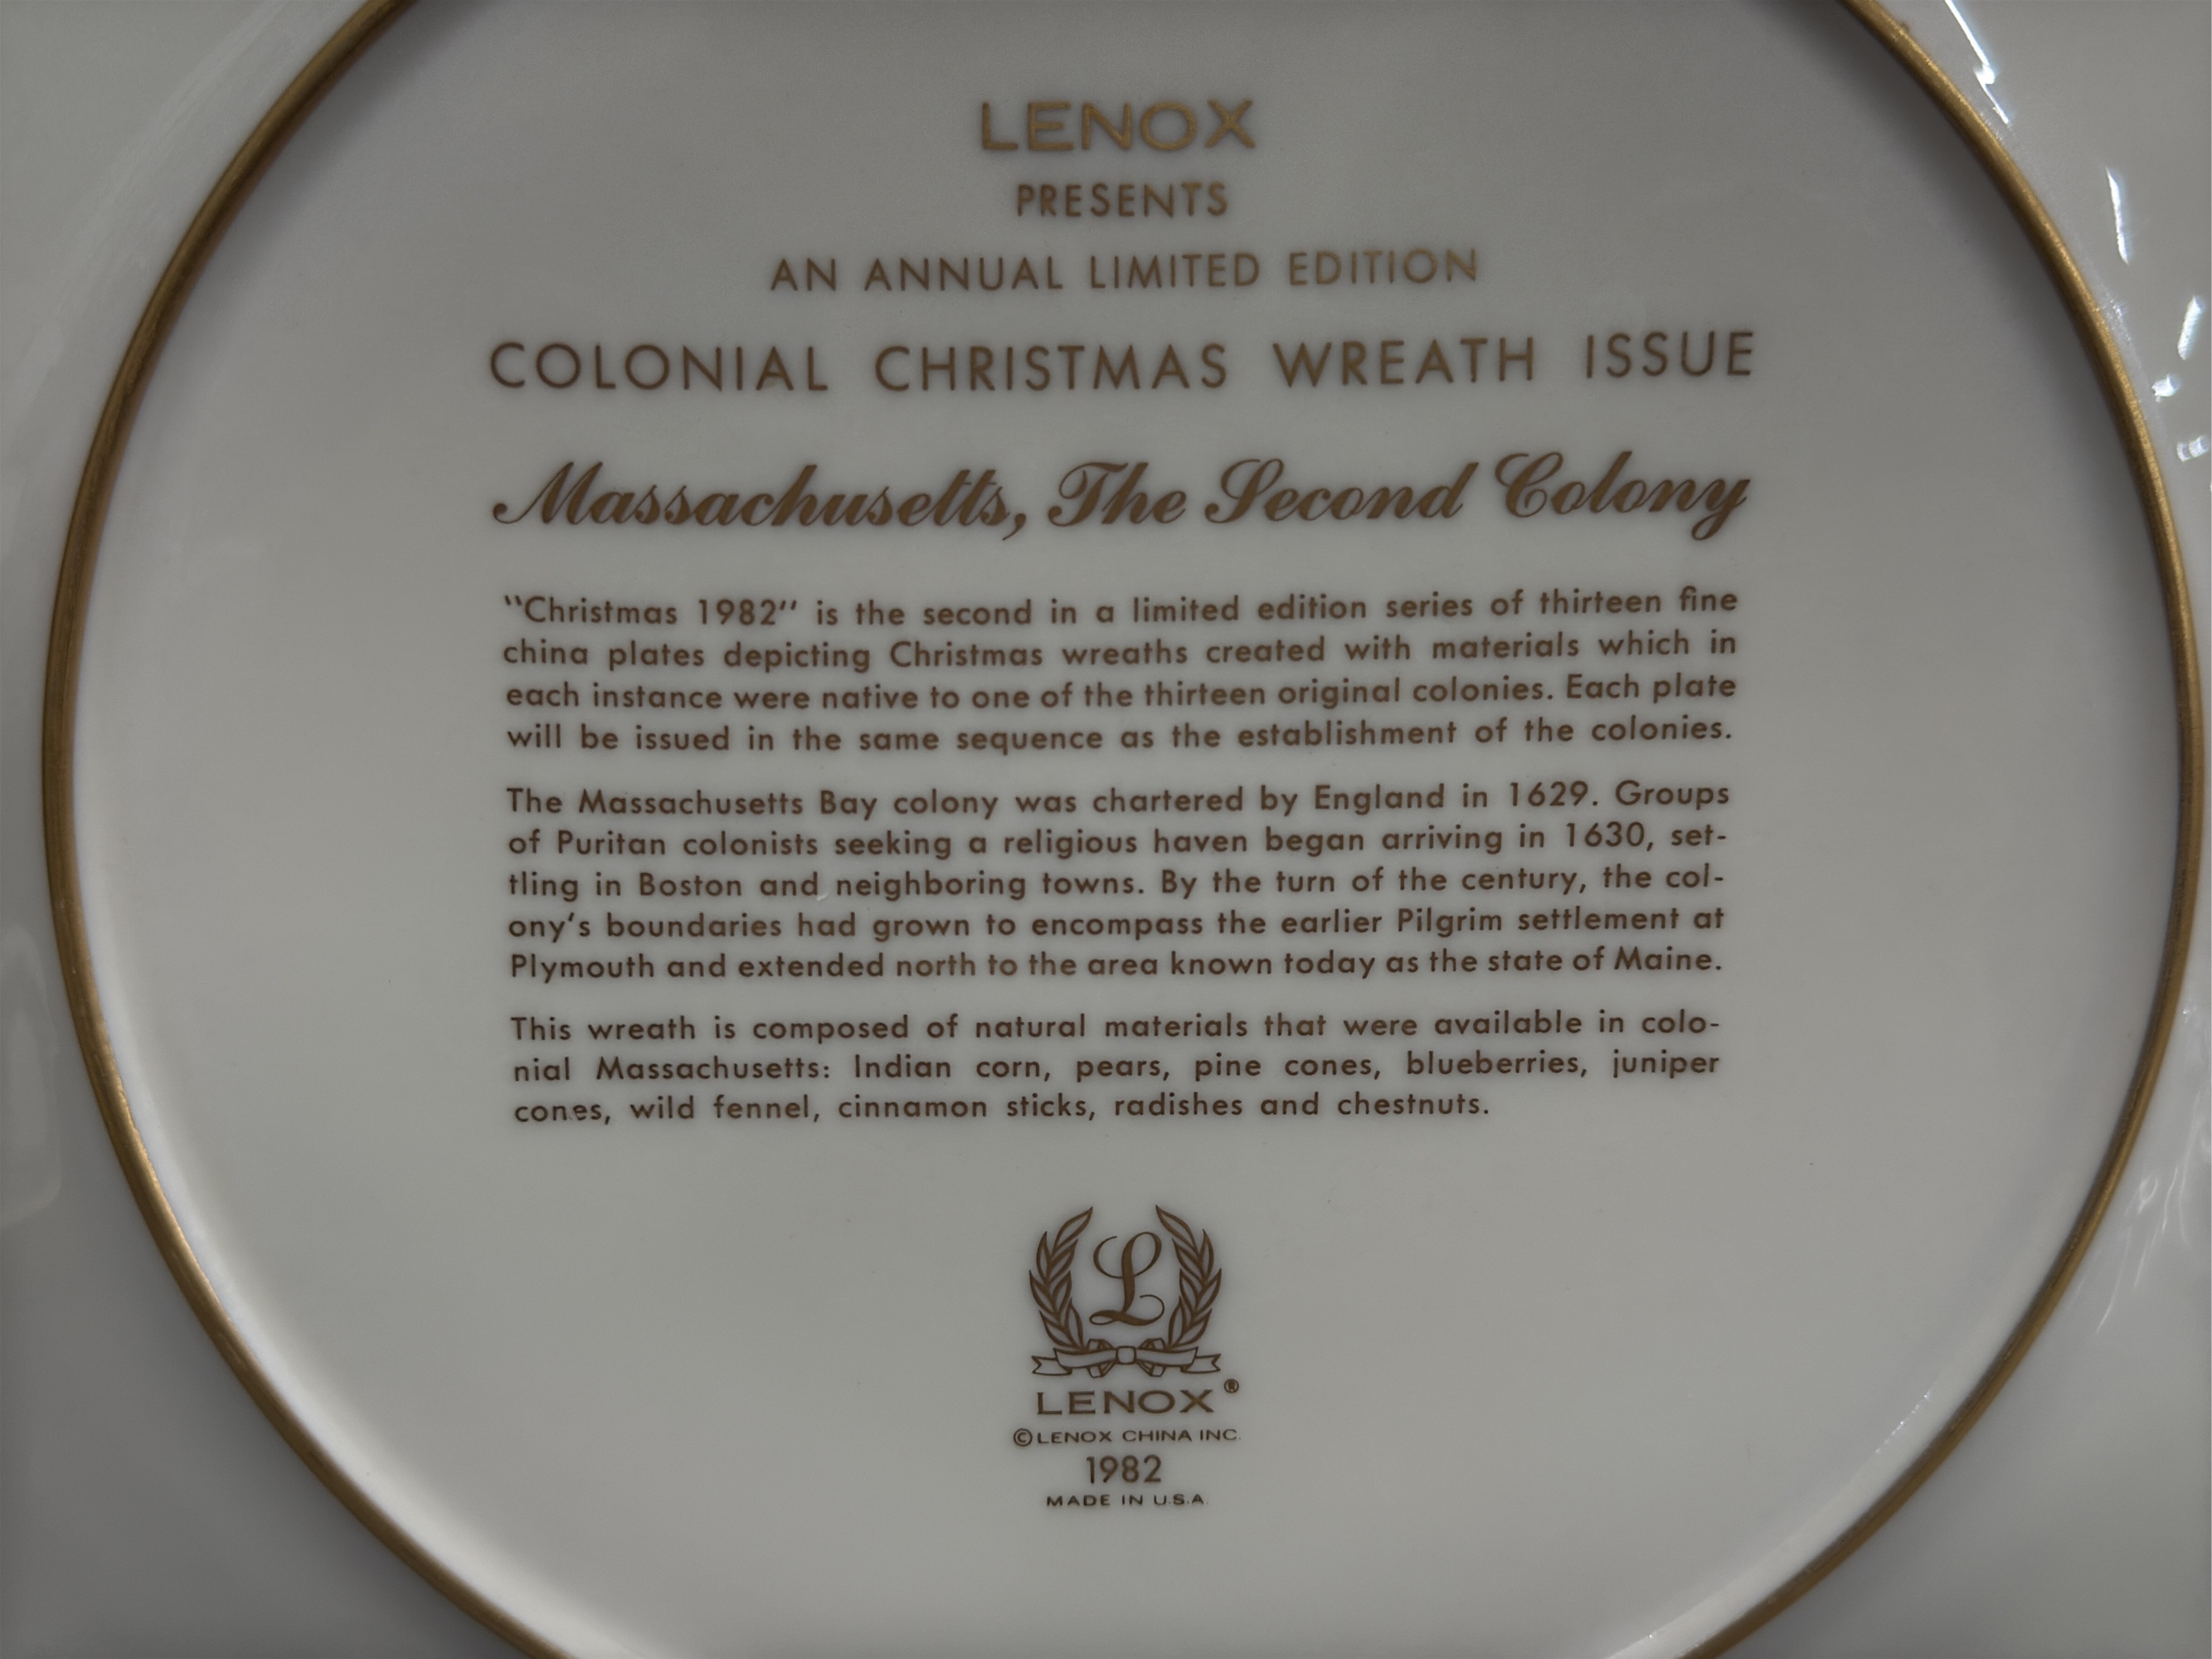 LENOX
PRESENTS
AN ANNUAL LIMITED EDITION
COLONIAL CHRISTMAS WREATH ISSUE
Massachusetts, The Second Colony
"Christmas 1982" is the second in a limited edition series of thirteen fine
china plates depicting Christmas wreaths created with materials which in
each instance were native to one of the thirteen original colonies. Each plate
will be issued in the same sequence as the establishment of the colonies.
The Massachusetts Bay colony was chartered by England in 1629. Groups
of Puritan colonists seeking a religious haven began arriving in 1630, set-
tling in Boston and neighboring towns. By the turn of the century, the col-
ony's boundaries had grown to encompass the earlier Pilgrim settlement at
Plymouth and extended north to the area known today as the state of Maine.
This wreath is composed of natural materials that were available in colo-
nial Massachusetts: Indian corn, pears, pine cones, blueberries, juniper
cones, wild fennel, cinnamon sticks, radishes and chestnuts.
L
LENOX®
©LENOX CHINA INC.
1982
MADE IN U.S.A.